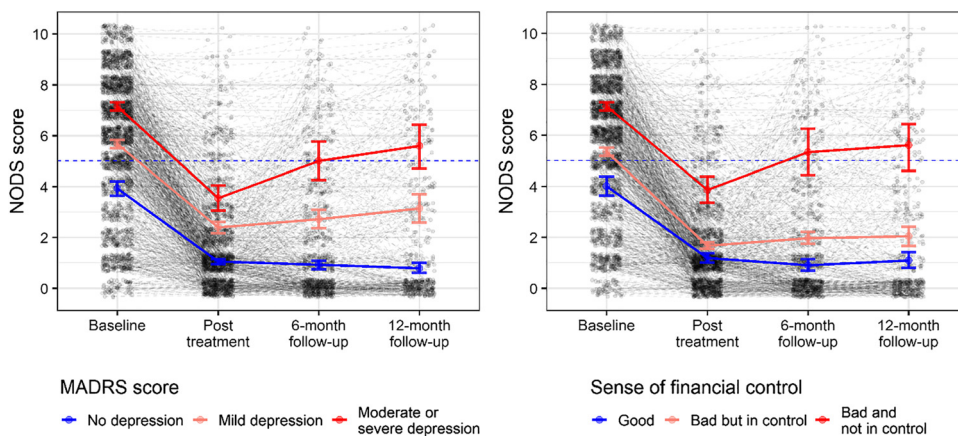 NODS score
10
8
6
4
2
0
Baseline
Post
treatment
6-month
follow-up
12-month
follow-up
MADRS score
No depression
Mild depression
Moderate or
severe depression
NODS score
10
8
6
4
2
0
Baseline
Post
treatment
6-month
follow-up
12-month
follow-up
Sense of financial control
Good
Bad but in control
Bad and
not in control